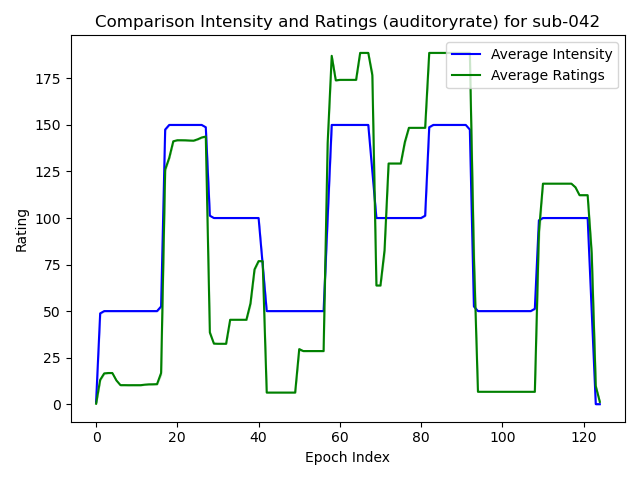 Comparison Intensity and Ratings (auditoryrate) for sub-042
Average Intensity
Average Ratings
Rating
175
150
125
100
75
50
25
0
0 20 40 60 80 100 120
Epoch Index